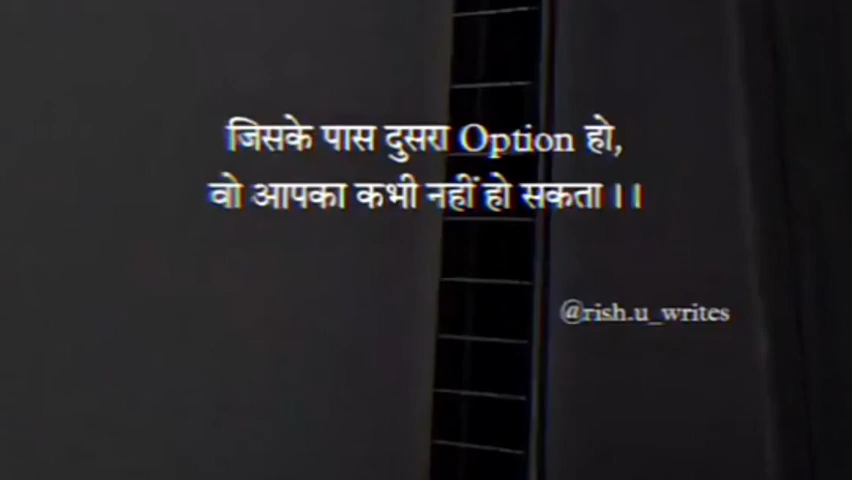 जिसके पास दुसरा Option हो,
वो आपका कभी नहीं हो सकता ।।
@rish.u_writes